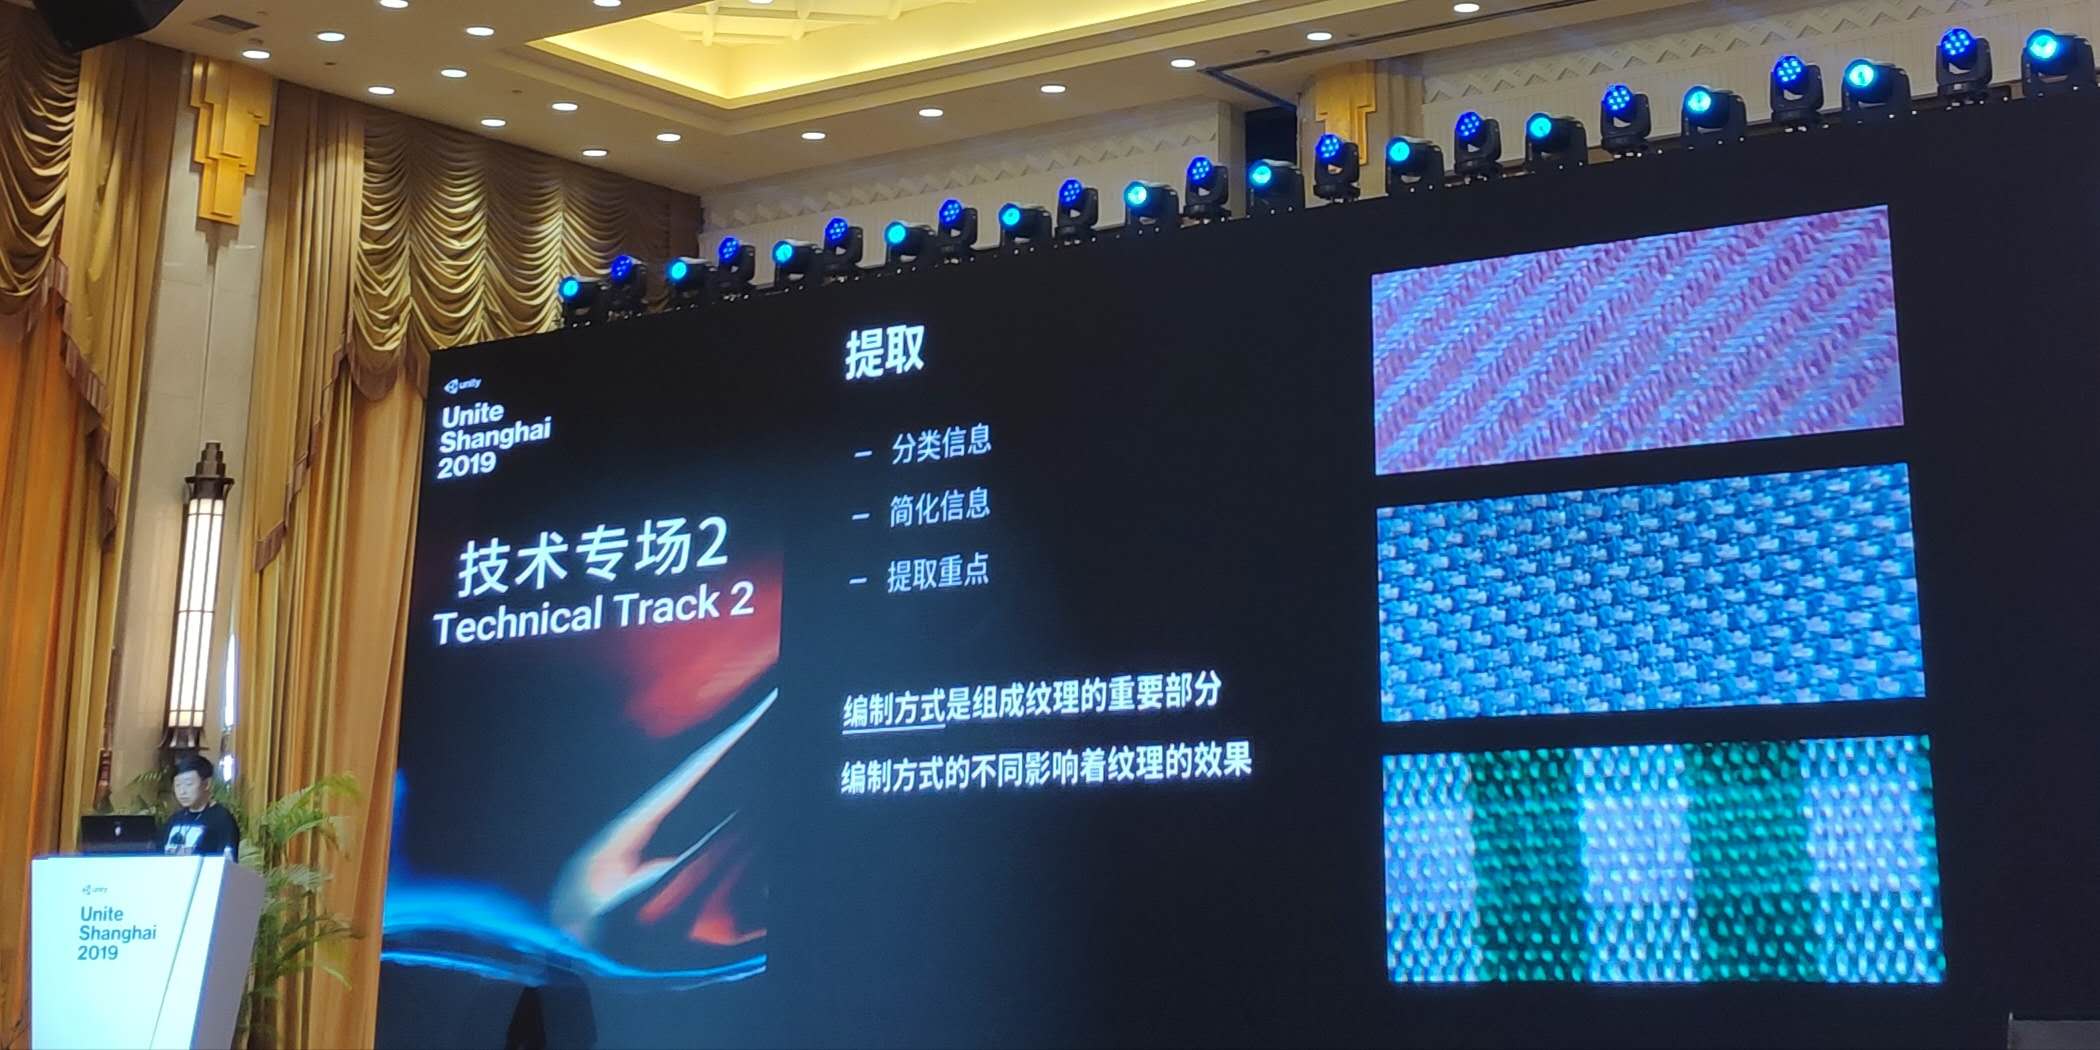 unity
Unite
Shanghai
2019
技术专场2
Technical Track 2
提取
– 分类信息
– 简化信息
– 提取重点
编制方式是组成纹理的重要部分
编制方式的不同影响着纹理的效果
unity
Unite
Shanghai
2019